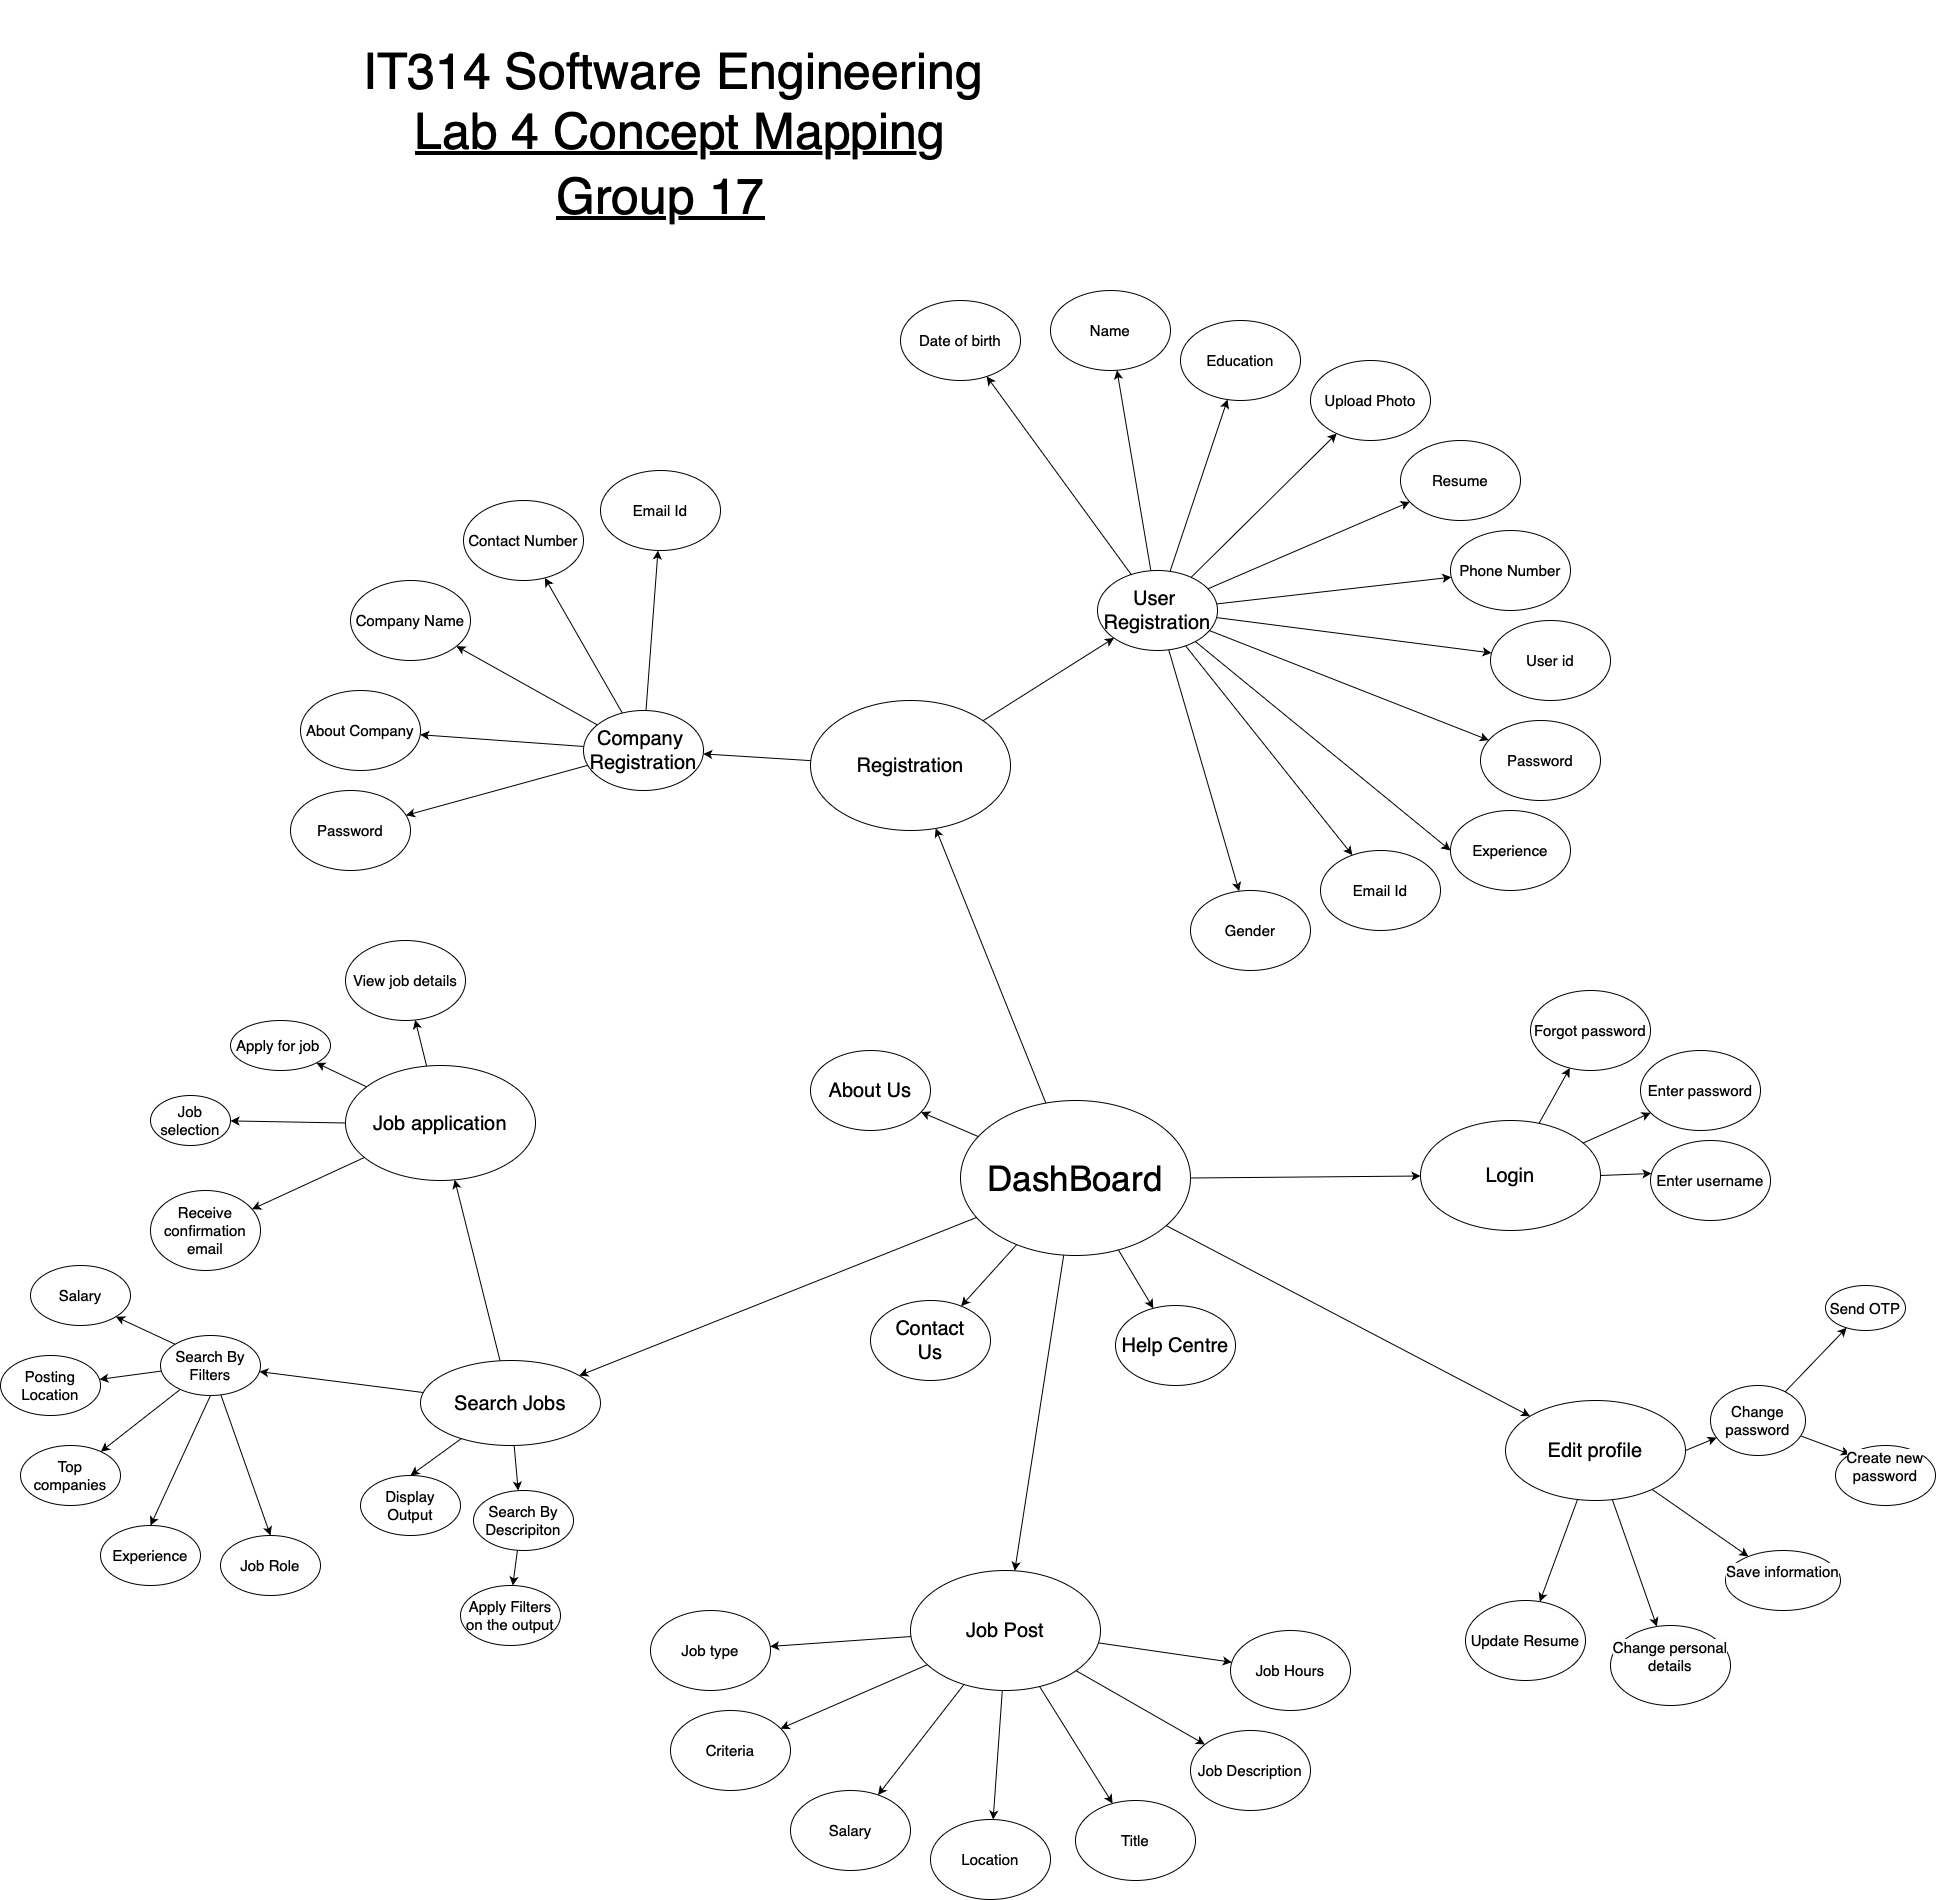 IT314 Software Engineering
Lab 4 Concept Mapping
Group 17
Date of birth
Name
Education
Upload Photo
Resume
Phone Number
User id
Password
Experience
Email Id
Gender
User
Registration
Email Id
Contact Number
Company Name
About Company
Password
Company
Registration
Registration
View job details
Apply for job
Job
selection
Receive
confirmation
email
Job application
About Us
DashBoard
Forgot password
Enter password
Enter username
Login
Contact
Us
Help Centre
Salary
Search By
Filters
Posting
Location
Top
companies
Experience
Job Role
Search Jobs
Display
Output
Search By
Descripiton
Apply Filters
on the output
Send OTP
Change
password
Create new
password
Edit profile
Save information
Update Resume
Change personal
details
Job Post
Job type
Criteria
Salary
Location
Title
Job Description
Job Hours